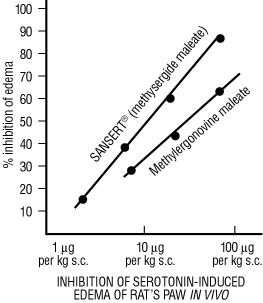 100
90
80
70
60
50
40
30
20
10
% inhibition of edema
SANSERT® (methysergide maleate)
Methylergonovine maleate
1 µg
per kg s.c.
10 µg
per kg s.c.
100 µg
per kg s.c.
INHIBITION OF SEROTONIN-INDUCED
EDEMA OF RAT'S PAW IN VIVO